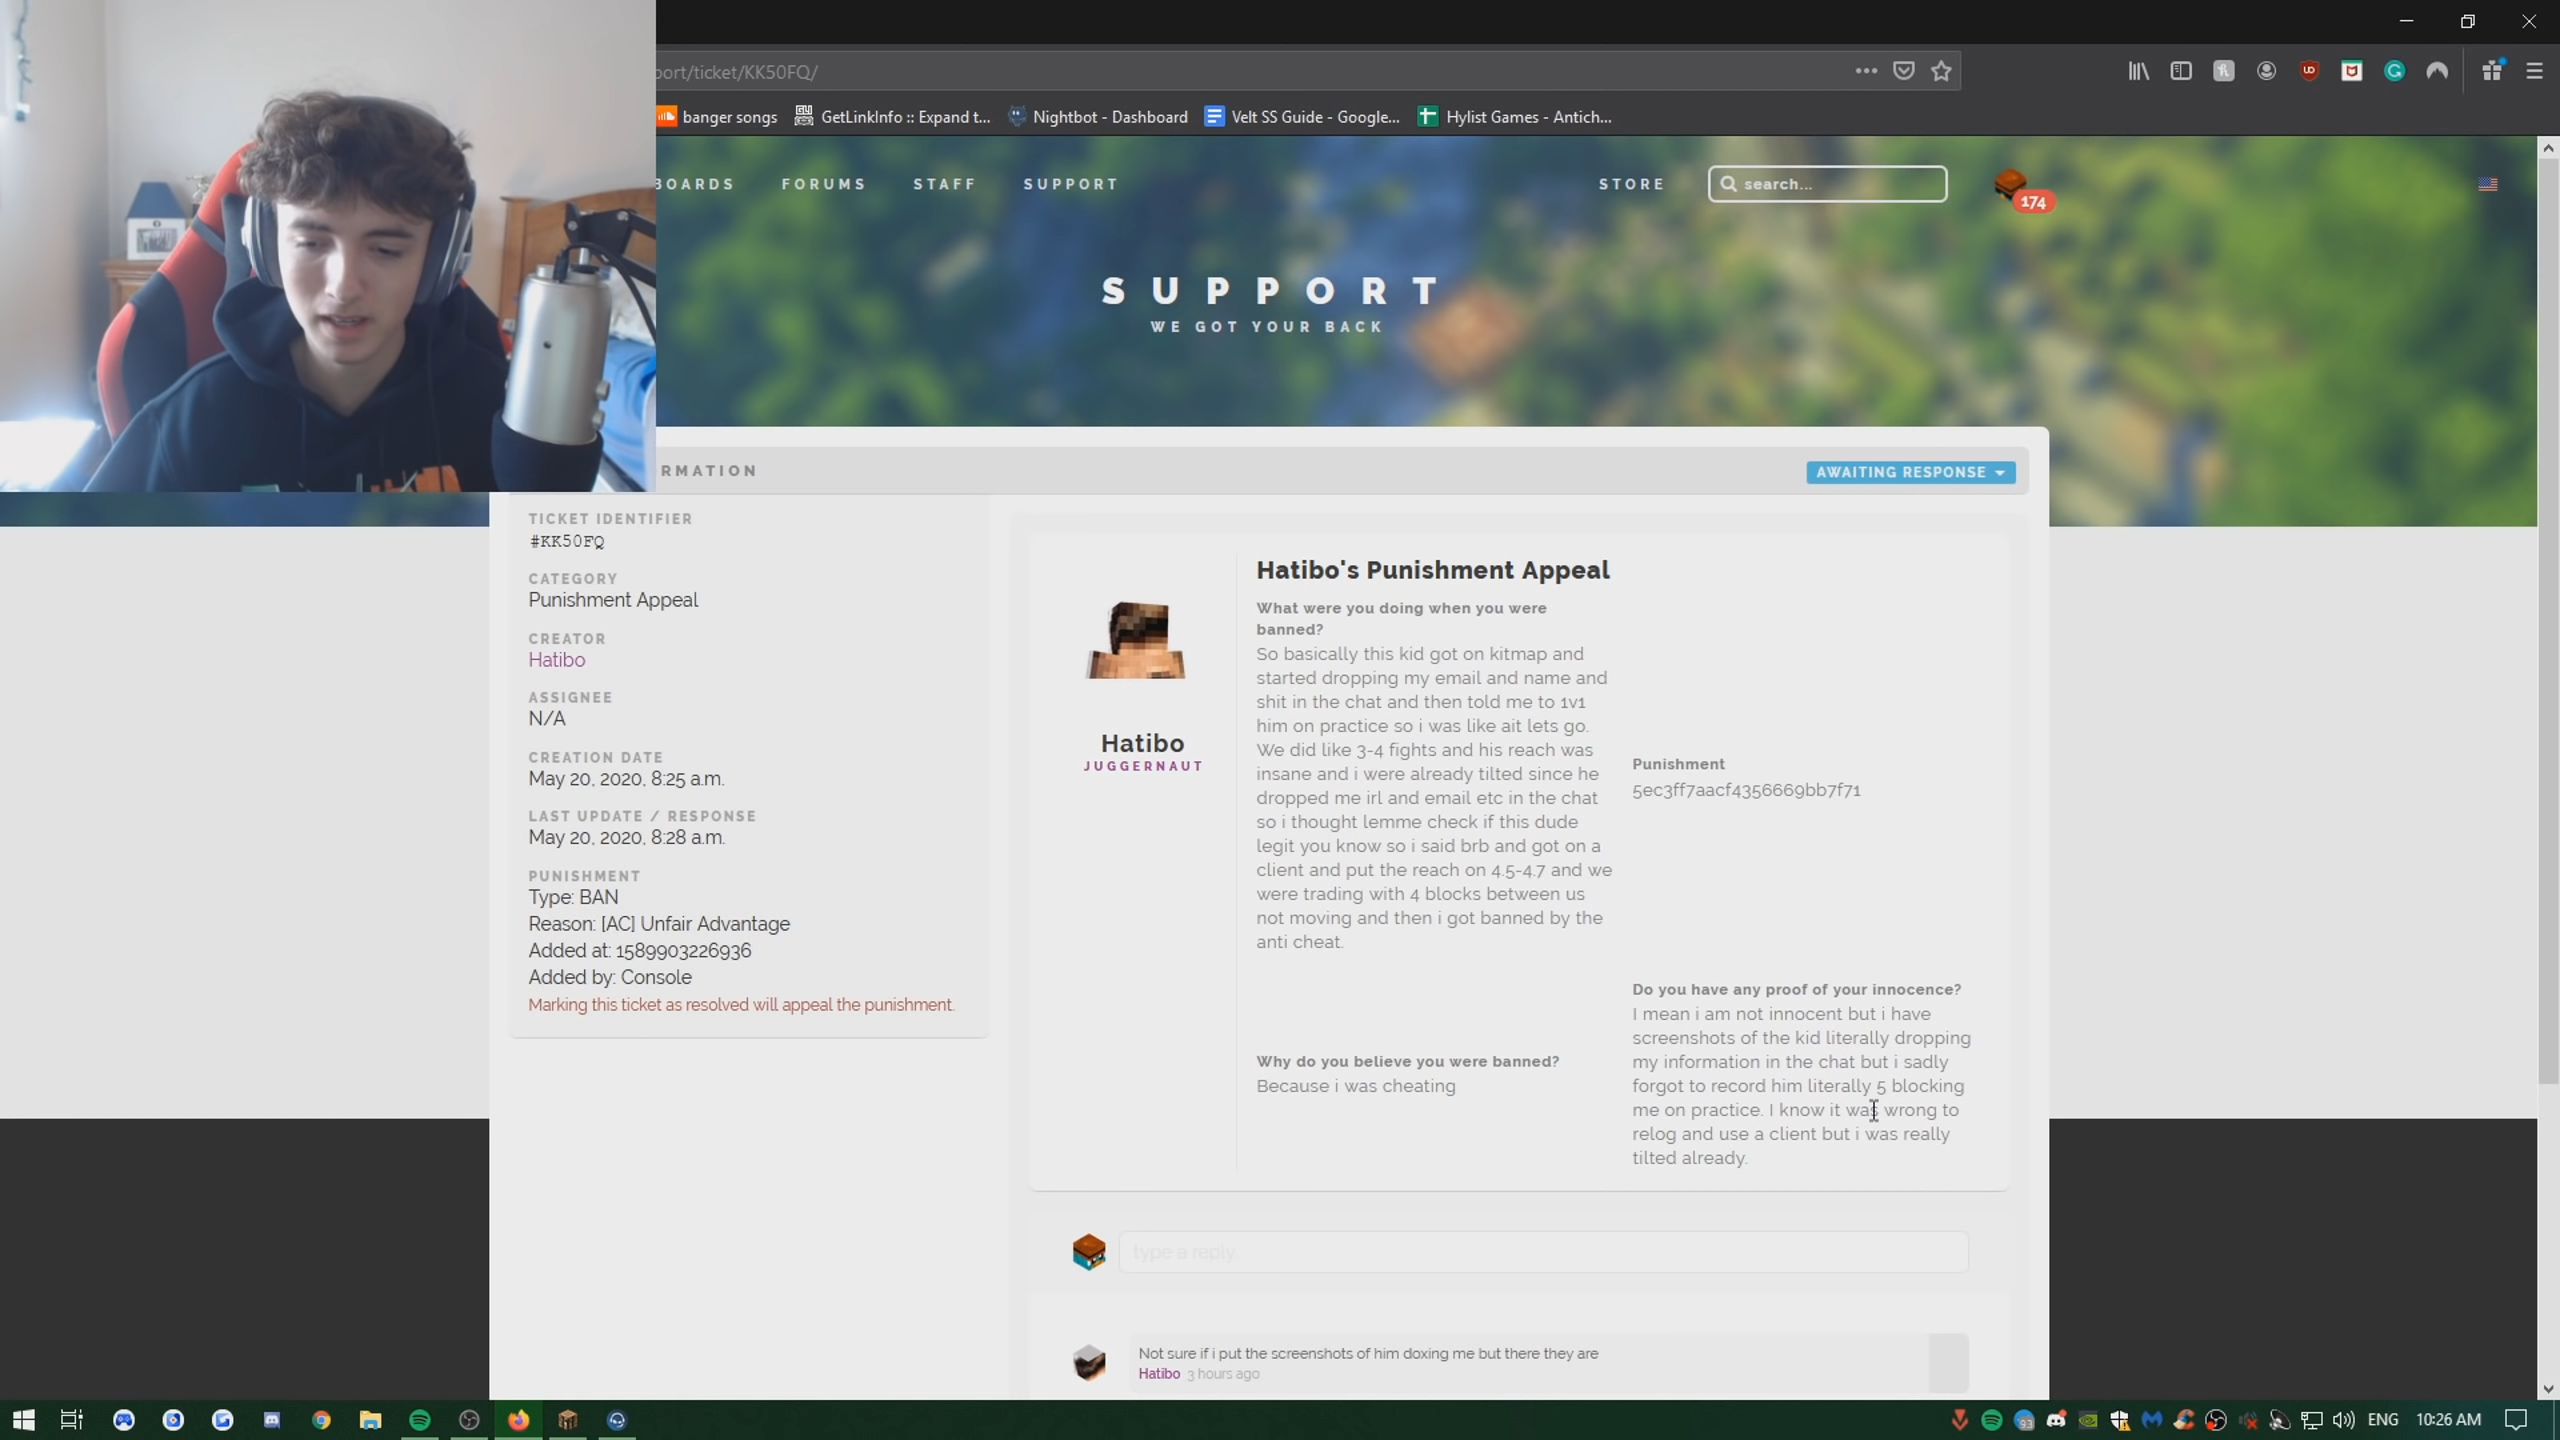 port/ticket/KK50FQ/
banger songs
GetLinkInfo :: Expand t...
Nightbot - Dashboard
Velt SS Guide - Google...
Hylist Games - Antich...
BOARDS
FORUMS
STAFF
SUPPORT
STORE
search...
174
SUPPORT
WE GOT YOUR BACK
RMATION
AWAITING RESPONSE
TICKET IDENTIFIER
#KK50FQ
CATEGORY
Punishment Appeal
CREATOR
Hatibo
ASSIGNEE
N/A
CREATION DATE
May 20, 2020, 8:25 a.m.
LAST UPDATE / RESPONSE
May 20, 2020, 8:28 a.m.
PUNISHMENT
Type: BAN
Reason: [AC] Unfair Advantage
Added at: 1589903226936
Added by: Console
Marking this ticket as resolved will appeal the punishment.
Hatibo
JUGGERNAUT
Hatibo's Punishment Appeal
What were you doing when you were
banned?
So basically this kid got on kitmap and
started dropping my email and name and
shit in the chat and then told me to 1v1
him on practice so i was like ait lets go.
We did like 3-4 fights and his reach was
insane and i were already tilted since he
dropped me irl and email etc in the chat
so i thought lemme check if this dude
legit you know so i said brb and got on a
client and put the reach on 4.5-4.7 and we
were trading with 4 blocks between us
not moving and then i got banned by the
anti cheat.
Punishment
5ec3ff7aacf4356669bb7f71
Why do you believe you were banned?
Because i was cheating
Do you have any proof of your innocence?
I mean i am not innocent but i have
screenshots of the kid literally dropping
my information in the chat but i sadly
forgot to record him literally 5 blocking
me on practice. I know it was wrong to
relog and use a client but i was really
tilted already.
type a reply
Not sure if i put the screenshots of him doxing me but there they are
Hatibo 3 hours ago
ENG
10:26 AM